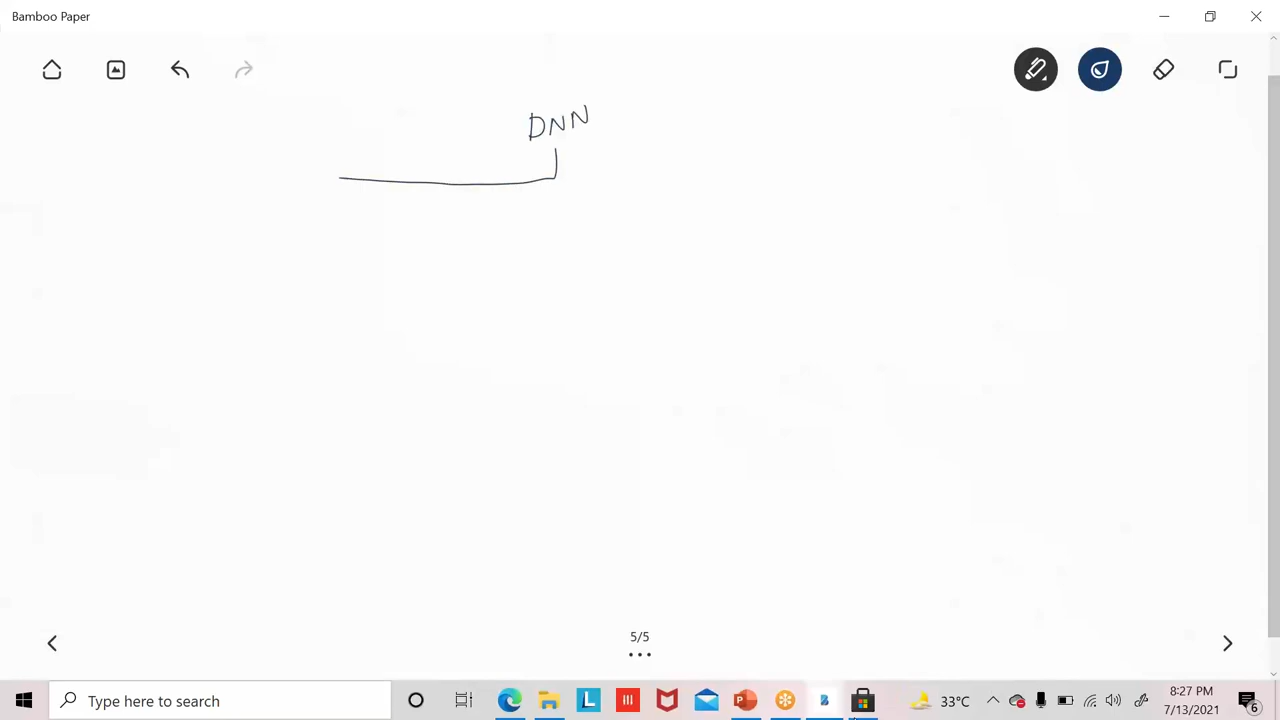 Bamboo Paper
DNN
5/5
Type here to search
33°C
8:27 PM
7/13/2021
6